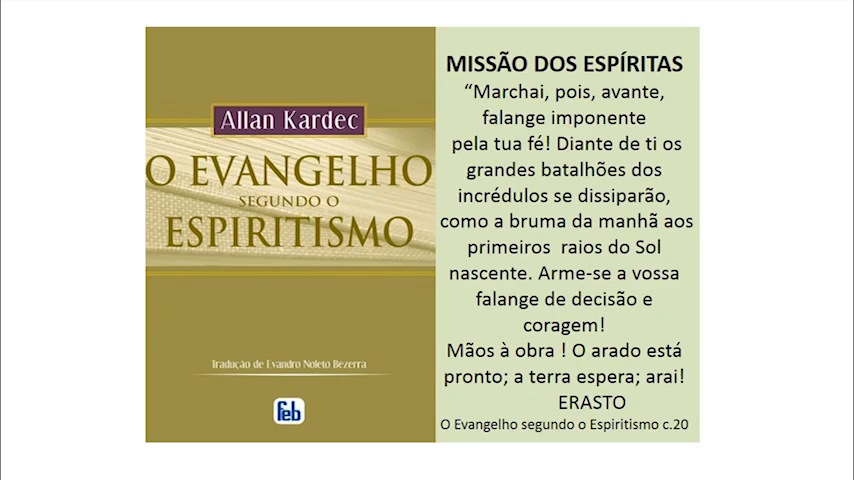 Allan Kardec
O EVANGELHO
SEGUNDO O
ESPIRITISMO
Tradução de Evandro Noleto Bezerra
feb
MISSÃO DOS ESPÍRITAS
“Marchai, pois, avante,
falange imponente
pela tua fé! Diante de ti os
grandes batalhões dos
incrédulos se dissiparão,
como a bruma da manhã aos
primeiros raios do Sol
nascente. Arme-se a vossa
falange de decisão e
coragem!
Mãos à obra ! O arado está
pronto; a terra espera; arai!
ERASTO
O Evangelho segundo o Espiritismo c.20